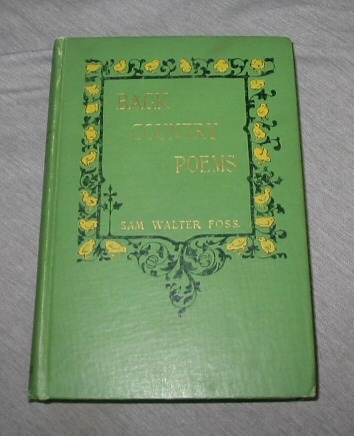 BACK
COUNTRY
POEMS
SAM WALTER FOSS.